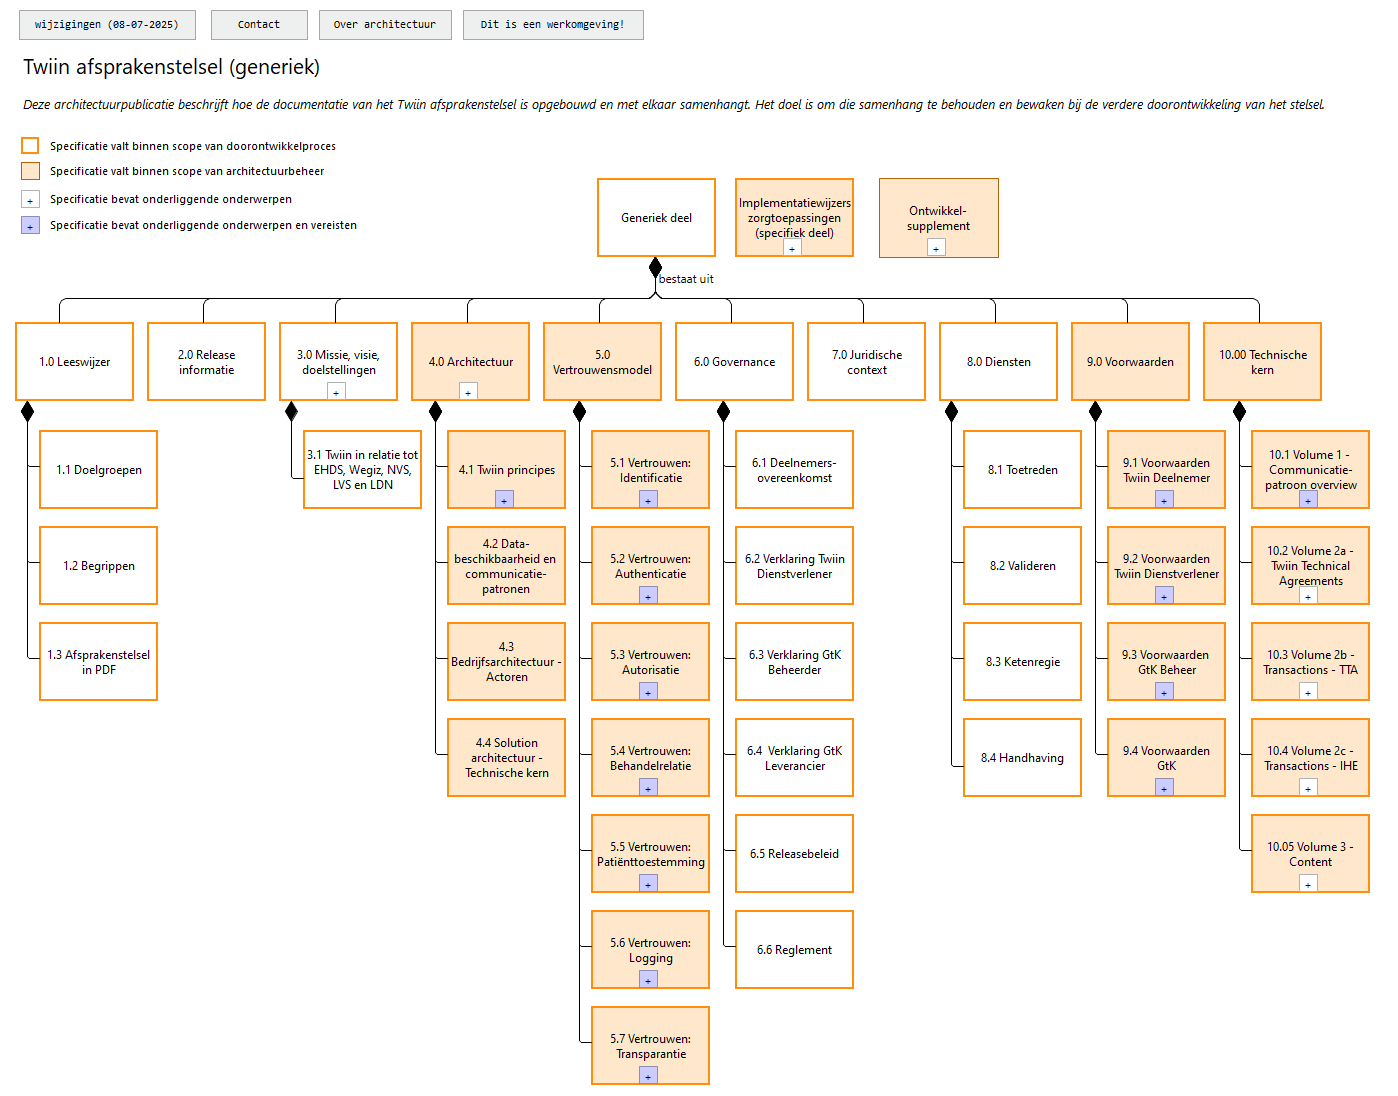 wijzigingen (08-07-2025)
Contact
Over architectuur
Dit is een werkomgeving!
Twiin afsprakenstelsel (generiek)
Deze architectuurpublicatie beschrijft hoe de documentatie van het Twiin afsprakenstelsel is opgebouwd en met elkaar samenhangt. Het doel is om die samenhang te behouden en bewaken bij de verdere doorontwikkeling van het stelsel.
Specificatie valt binnen scope van doorontwikkelproces
Specificatie valt binnen scope van architectuurbeheer
+ Specificatie bevat onderliggende onderwerpen
+ Specificatie bevat onderliggende onderwerpen en vereisten
Generiek deel
Implementatiewijzers
zorgtoepassingen
(specifiek deel)
+
Ontwikkel-
supplement
+
bestaat uit
1.0 Leeswijzer
2.0 Release
informatie
3.0 Missie, visie,
doelstellingen
+
4.0 Architectuur
+
5.0
Vertrouwensmodel
6.0 Governance
7.0 Juridische
context
8.0 Diensten
9.0 Voorwaarden
10.00 Technische
kern
1.1 Doelgroepen
1.2 Begrippen
1.3 Afsprakenstelsel
in PDF
3.1 Twiin in relatie tot
EHDS, Wegiz, NVS,
LVS en LDN
4.1 Twiin principes
+
4.2 Data-
beschikbaarheid en
communicatie-
patronen
4.3
Bedrijfsarchitectuur -
Actoren
4.4 Solution
architectuur -
Technische kern
5.1 Vertrouwen:
Identificatie
+
5.2 Vertrouwen:
Authenticatie
+
5.3 Vertrouwen:
Autorisatie
+
5.4 Vertrouwen:
Behandelrelatie
+
5.5 Vertrouwen:
Patiënttoestemming
+
5.6 Vertrouwen:
Logging
+
5.7 Vertrouwen:
Transparantie
+
6.1 Deelnemers-
overeenkomst
6.2 Verklaring Twiin
Dienstverlener
6.3 Verklaring GtK
Beheerder
6.4 Verklaring GtK
Leverancier
6.5 Releasebeleid
6.6 Reglement
8.1 Toetreden
8.2 Valideren
8.3 Ketenregie
8.4 Handhaving
9.1 Voorwaarden
Twiin Deelnemer
+
9.2 Voorwaarden
Twiin Dienstverlener
+
9.3 Voorwaarden
GtK Beheer
+
9.4 Voorwaarden
GtK
+
10.1 Volume 1 -
Communicatie-
patroon overview
+
10.2 Volume 2a -
Twiin Technical
Agreements
+
10.3 Volume 2b -
Transactions - TTA
+
10.4 Volume 2c -
Transactions - IHE
+
10.05 Volume 3 -
Content
+